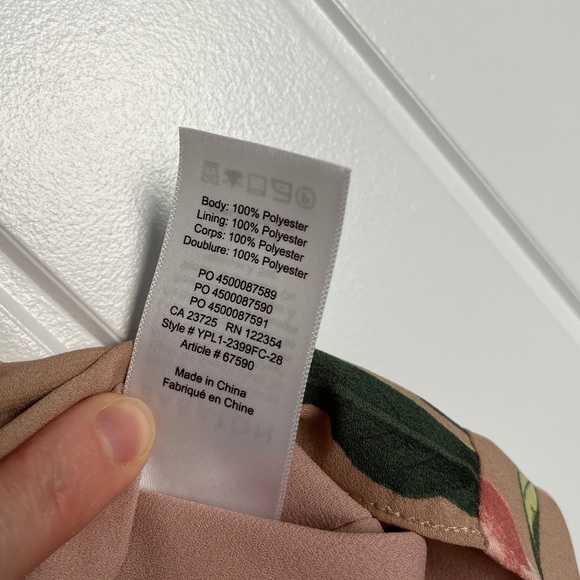 Body: 100% Polyester
Lining: 100% Polyester
Corps: 100% Polyester
Doublure: 100% Polyester
PO 4500087589
PO 4500087590
PO 4500087591
CA 23725 RN 122354
Style # YPL1-2399FC-28
Article # 67590
Made in China
Fabriqué en Chine